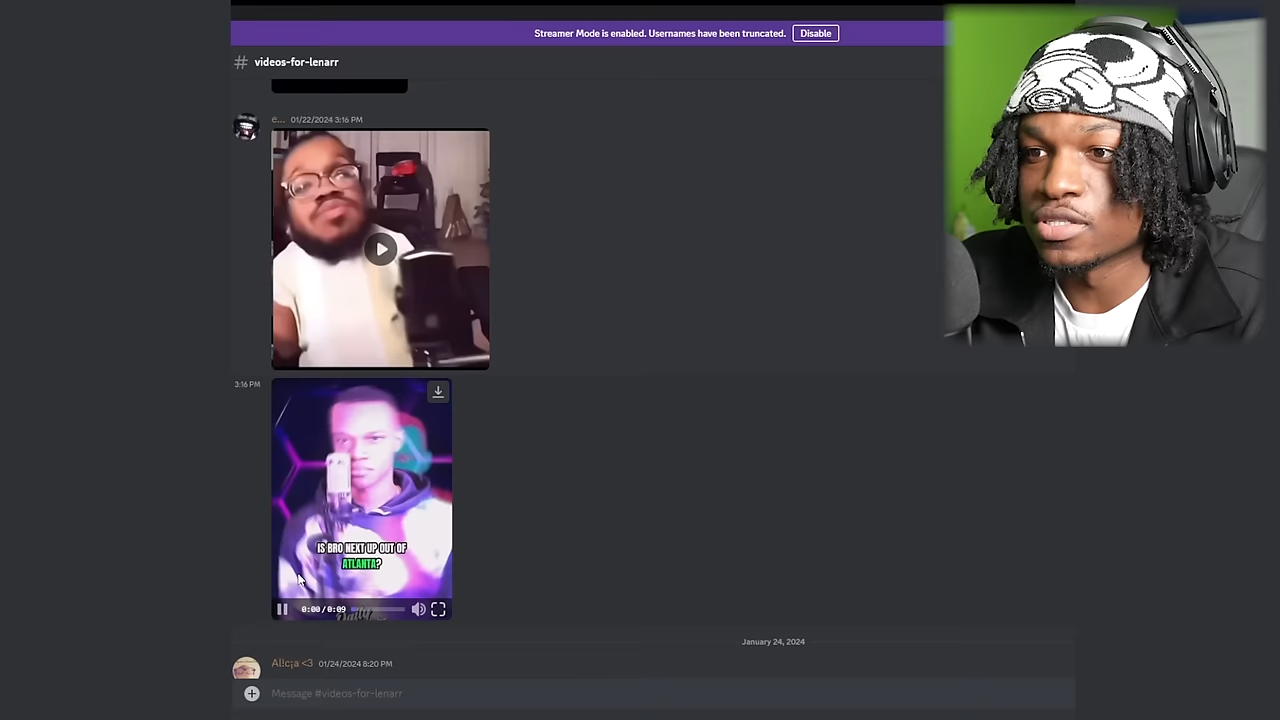 Streamer Mode is enabled. Usernames have been truncated. Disable
# videos-for-lenarr
e... 01/22/2024 3:16 PM
3:16 PM
IS BRO NEXT UP OUT OF
ATLANTA?
0:00 / 0:09
January 24, 2024
Al!c¡a <3 01/24/2024 8:20 PM
Message #videos-for-lenarr